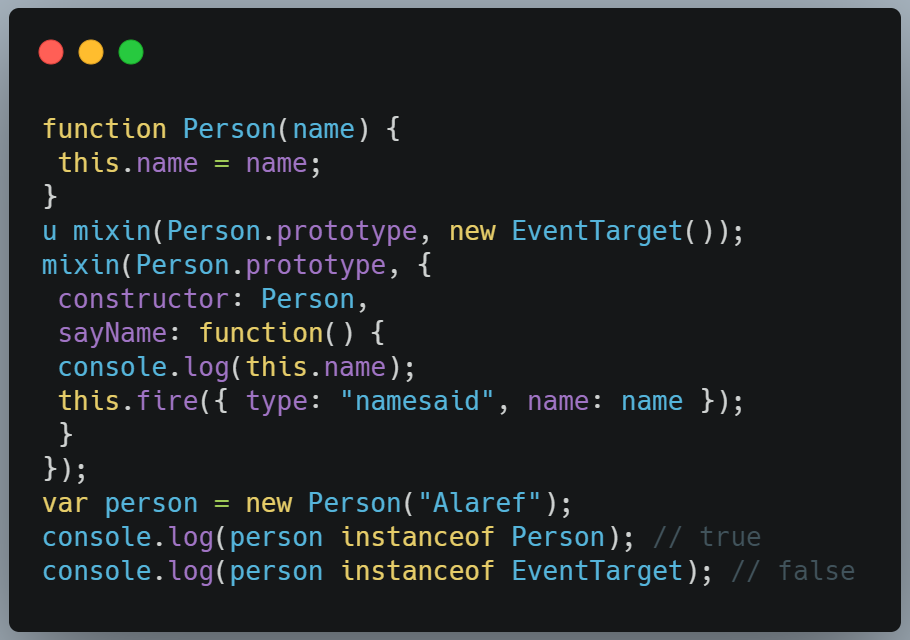 function Person(name) {
 this.name = name;
}
u mixin(Person.prototype, new EventTarget());
mixin(Person.prototype, {
 constructor: Person,
 sayName: function() {
 console.log(this.name);
 this.fire({ type: "namesaid", name: name });
 }
});
var person = new Person("Alaref");
console.log(person instanceof Person); // true
console.log(person instanceof EventTarget); // false